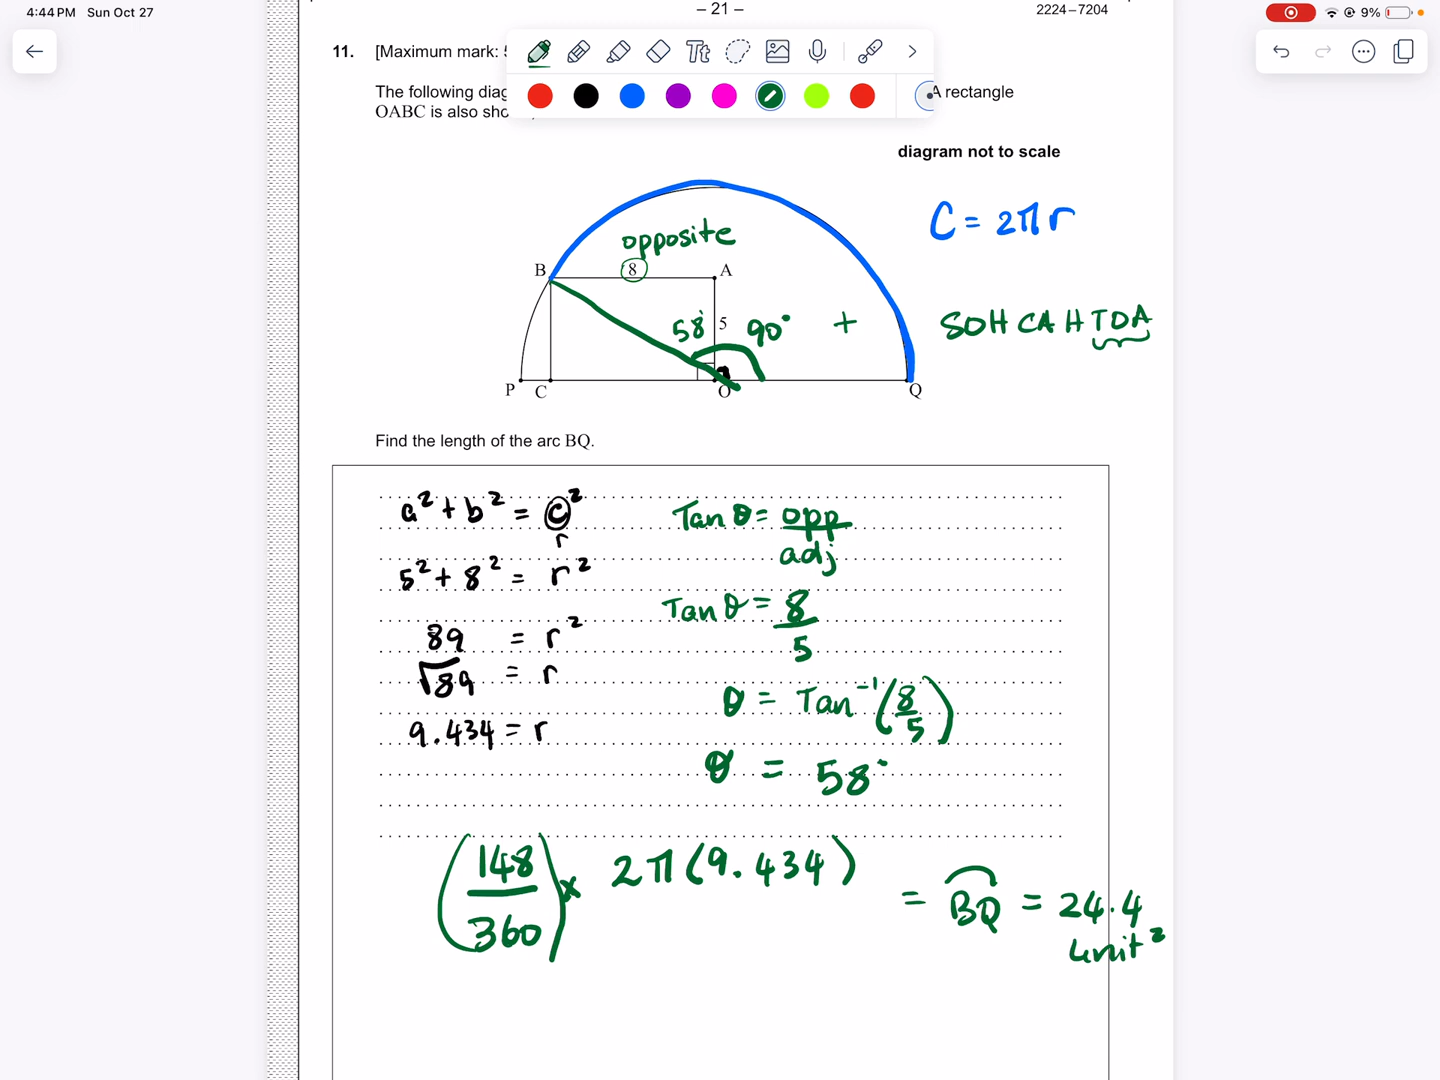 4:44 PM Sun Oct 27
9%
– 21 –
2224–7204
11. [Maximum mark:
Tt
The following
A rectangle
OABC is also
diagram not to scale
C = 2πr
opposite
B 8 A
58° 5 90° +
SOH CAH TOA
P C O Q
Find the length of the arc BQ.
a² + b² = c²
r
5² + 8² = r²
89 = r²
√89 = r
9.434 = r
Tan θ = opp
adj
Tan θ = 8
5
θ = Tan⁻¹(8/5)
θ = 58°
(148/360) × 2π(9.434) = BQ = 24.4
unit²